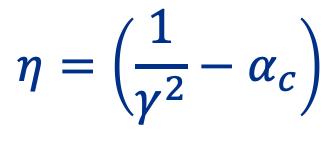 η = (1/γ² − α_c)